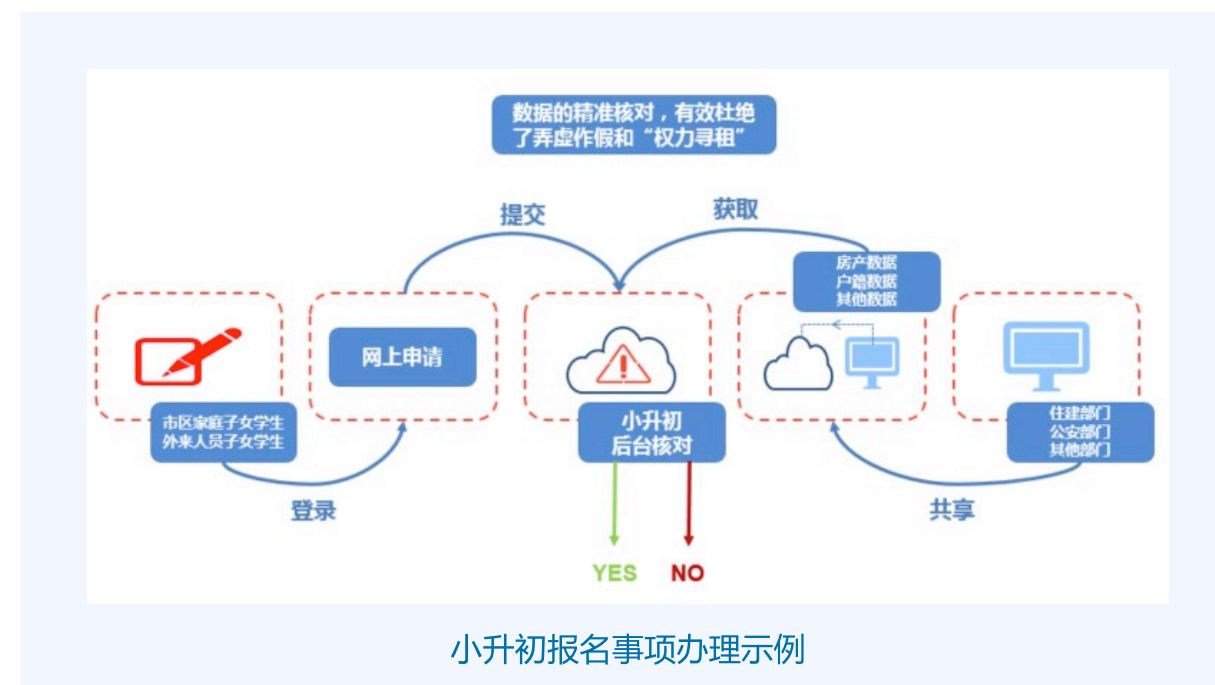 数据的精准核对，有效杜绝
了弄虚作假和“权力寻租”
提交
获取
房产数据
户籍数据
其他数据
网上申请
市区家庭子女学生
外来人员子女学生
小升初
后台核对
住建部门
公安部门
其他部门
登录
共享
YES
NO
小升初报名事项办理示例